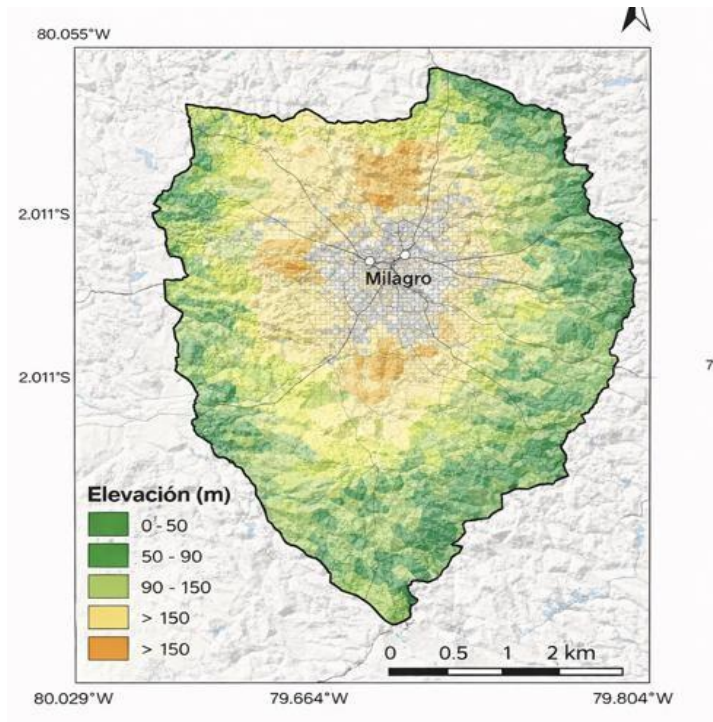 80.055°W
2.011°S
Milagro
2.011°S
7
Elevación (m)
0 - 50
50 - 90
90 - 150
> 150
> 150
0 0.5 1 2 km
80.029°W 79.664°W 79.804°W